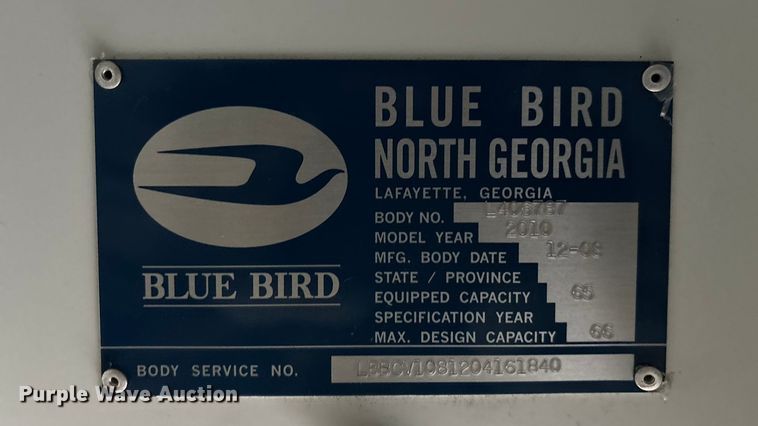 BLUE BIRD
BLUE BIRD
NORTH GEORGIA
LAFAYETTE, GEORGIA
BODY NO.
MODEL YEAR 2010
MFG. BODY DATE
STATE / PROVINCE
EQUIPPED CAPACITY 65
SPECIFICATION YEAR
MAX. DESIGN CAPACITY 66
BODY SERVICE NO.
Purple Wave Auction